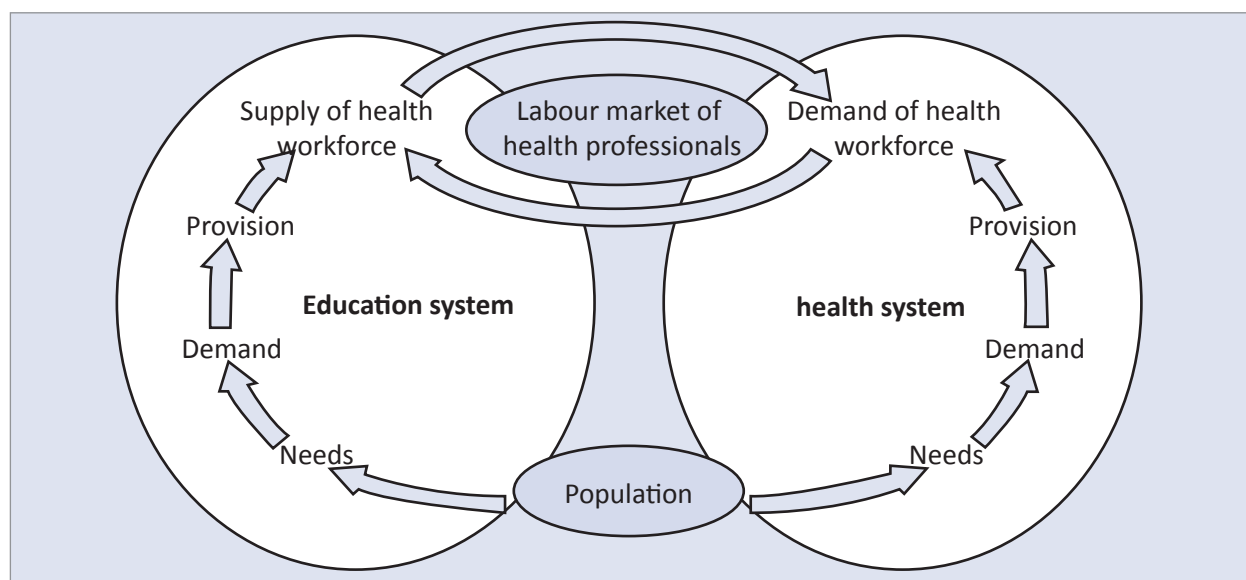 Supply of health
workforce
Labour market of
health professionals
Demand of health
workforce
Provision
Provision
Education system
health system
Demand
Demand
Needs
Needs
Population